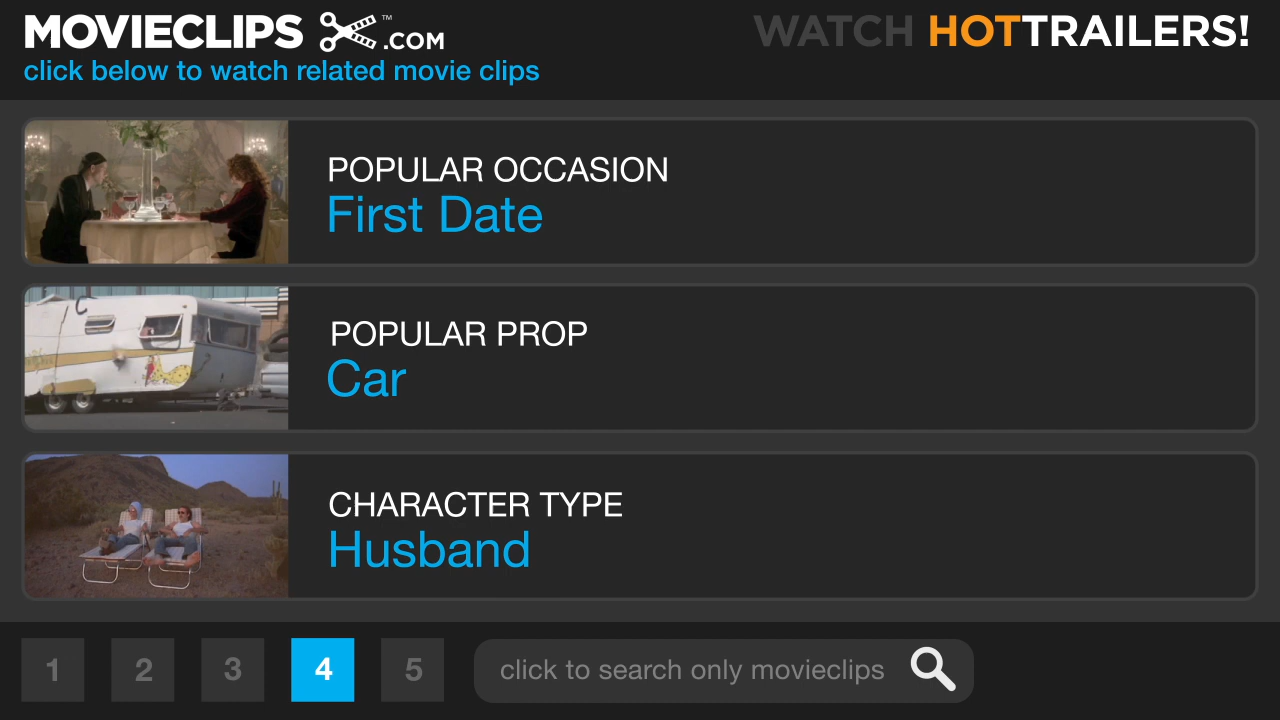 MOVIECLIPS ™ .COM
WATCH HOTTRAILERS!
click below to watch related movie clips
POPULAR OCCASION
First Date
POPULAR PROP
Car
CHARACTER TYPE
Husband
1 2 3 4 5 click to search only movieclips